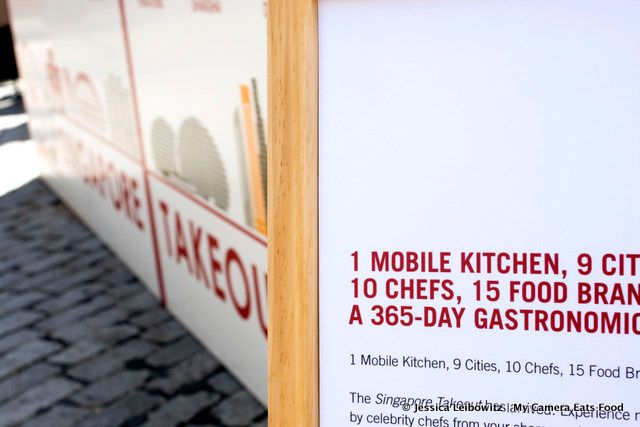 GAPORE
TAKEOU
1 MOBILE KITCHEN, 9 CIT
10 CHEFS, 15 FOOD BRAN
A 365-DAY GASTRONOMIC
1 Mobile Kitchen, 9 Cities, 10 Chefs, 15 Food Br
The Singapore Takeout has arrived. Experience
by celebrity chefs from your
© Jessica Leibowitz | My Camera Eats Food